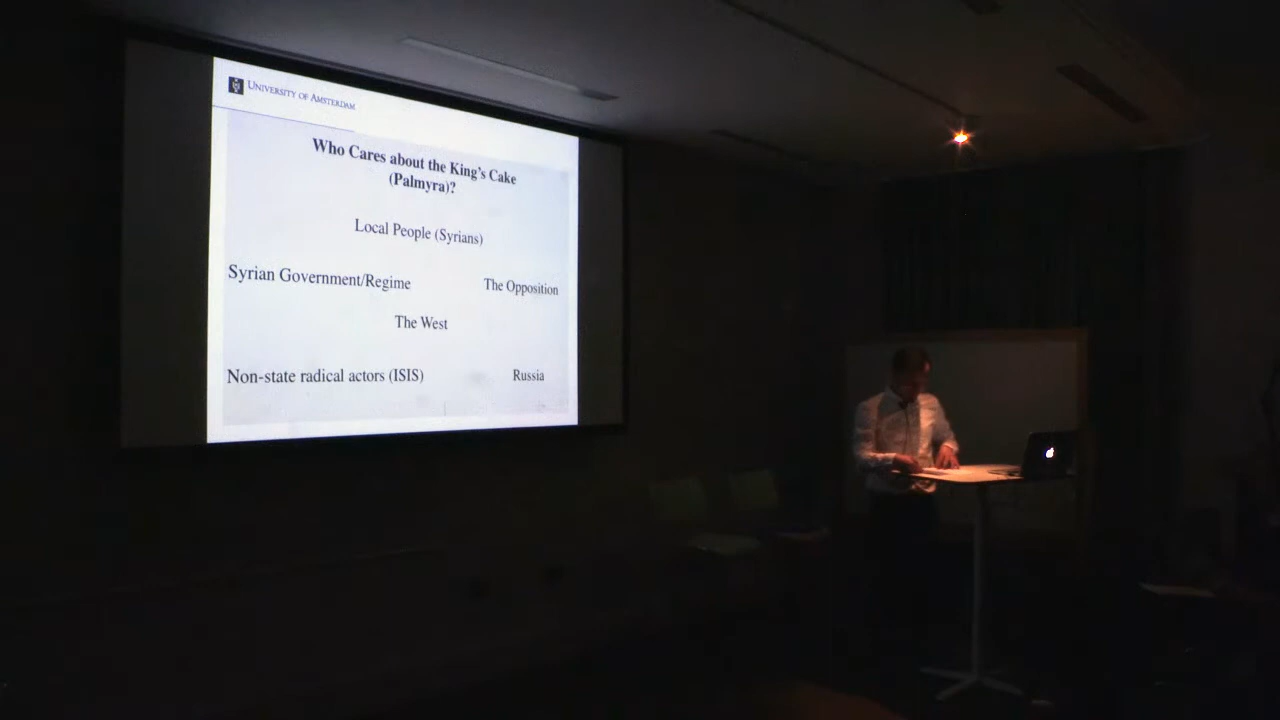 UNIVERSITY OF AMSTERDAM
Who Cares about the King's Cake
(Palmyra)?
Local People (Syrians)
Syrian Government/Regime
The Opposition
The West
Non-state radical actors (ISIS)
Russia